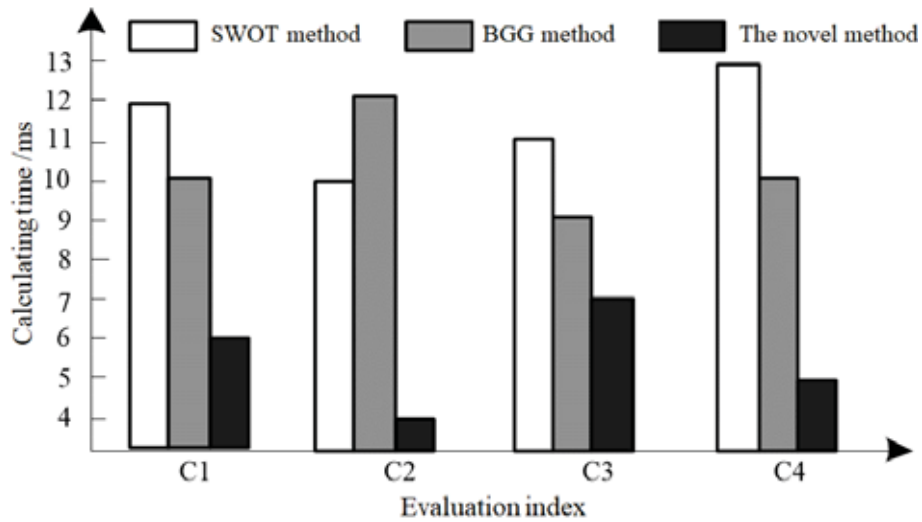 SWOT method BGG method The novel method
13
12
11
10
9
8
7
6
5
4
Calculating time /ms
C1 C2 C3 C4
Evaluation index